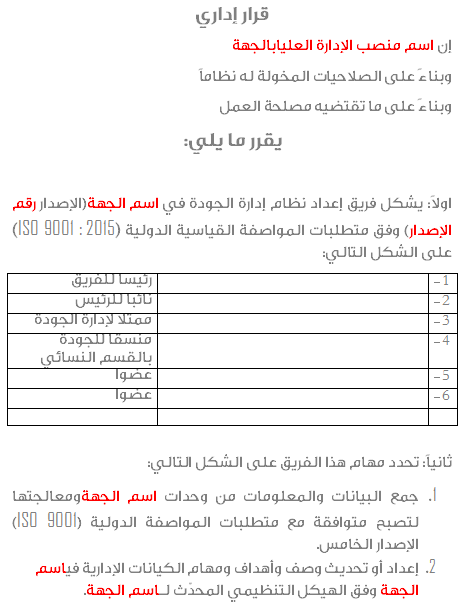 قرار إداري
إن اسم منصب الإدارة العليابالجهة
وبناءً على الصلاحيات المخولة له نظاماً
وبناءً على ما تقتضيه مصلحة العمل
يقرر ما يلي:
اولاً: يشكل فريق إعداد نظام إدارة الجودة في اسم الجهة(الإصدار رقم
الإصدار) وفق متطلبات المواصفة القياسية الدولية (ISO 9001 : 2015)
على الشكل التالي:
1- رئيسا للفريق
2- نائبا للرئيس
3- ممثلا لإدارة الجودة
4- منسقا للجودة
بالقسم النسائي
5- عضوا
6- عضوا
ثانياً: تحدد مهام هذا الفريق على الشكل التالي:
1. جمع البيانات والمعلومات من وحدات اسم الجهةومعالجتها
لتصبح متوافقة مع متطلبات المواصفة الدولية (ISO 9001)
الإصدار الخامس.
2. إعداد أو تحديث وصف وأهداف ومهام الكيانات الإدارية فياسم
الجهة وفق الهيكل التنظيمي المحدّث لـاسم الجهة.